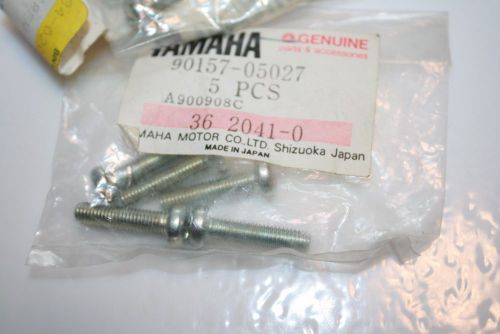 YAMAHA
GENUINE
parts & accessories
90157-05027
5 PCS
A900908C
36 2041-0
MAHA MOTOR CO.,LTD. Shizuoka Japan
MADE IN JAPAN